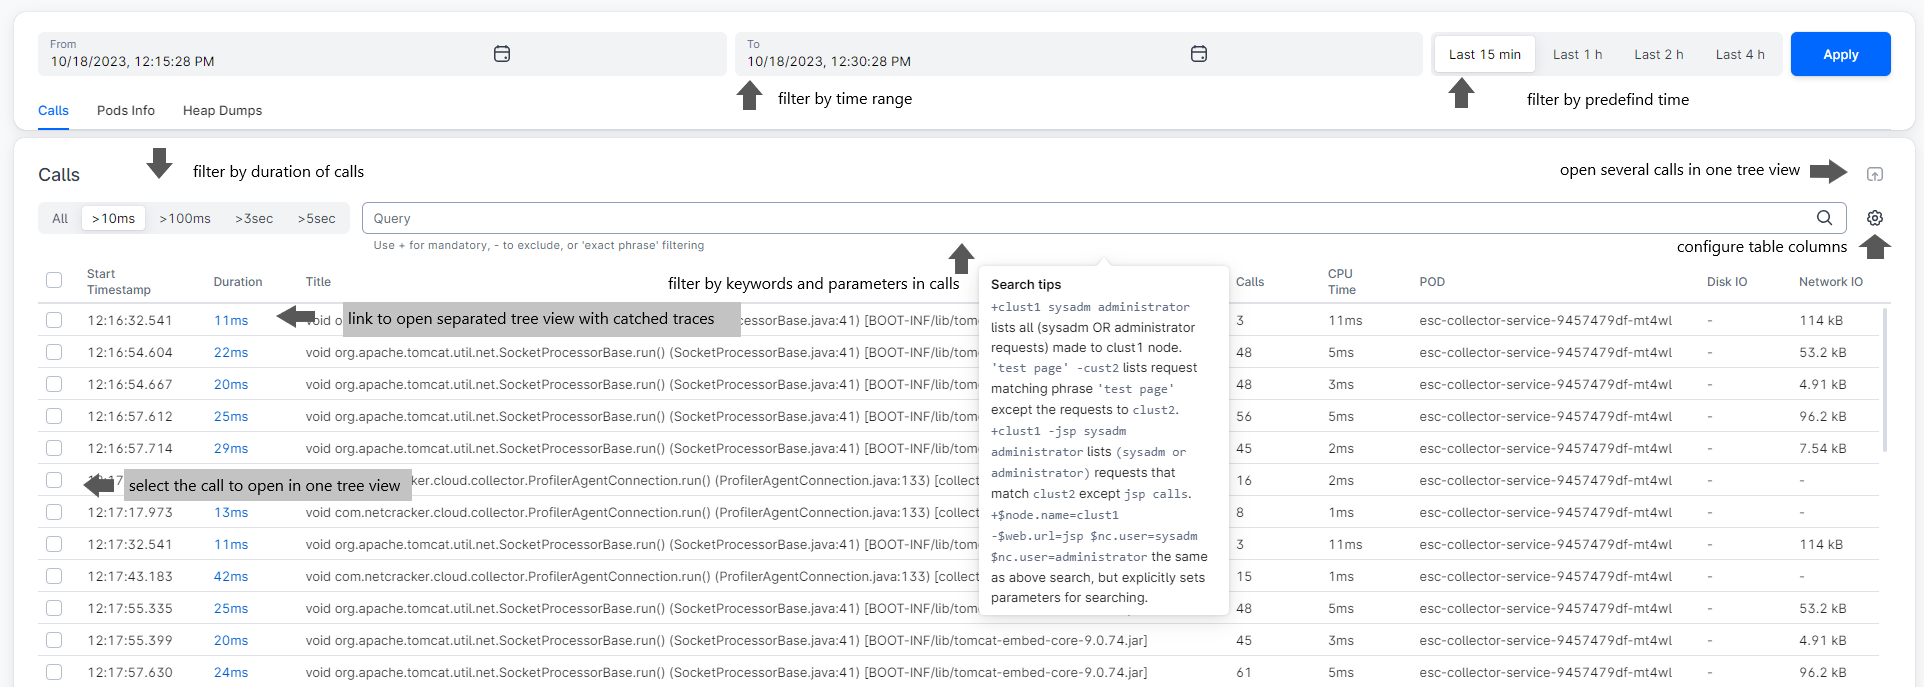 From
10/18/2023, 12:15:28 PM
To
10/18/2023, 12:30:28 PM
Last 15 min Last 1 h Last 2 h Last 4 h Apply
filter by time range
filter by predefind time
Calls Pods Info Heap Dumps
Calls
filter by duration of calls
open several calls in one tree view
All >10ms >100ms >3sec >5sec
Query
Use + for mandatory, - to exclude, or 'exact phrase' filtering
configure table columns
filter by keywords and parameters in calls
Start Timestamp Duration Title Calls CPU Time POD Disk IO Network IO
link to open separated tree view with catched traces
12:16:32.541 11ms void o ocessorBase.java:41) [BOOT-INF/lib/tom 3 11ms esc-collector-service-9457479df-mt4wl - 114 kB
12:16:54.604 22ms void org.apache.tomcat.util.net.SocketProcessorBase.run() (SocketProcessorBase.java:41) [BOOT-INF/lib/tom 48 5ms esc-collector-service-9457479df-mt4wl - 53.2 kB
12:16:54.667 20ms void org.apache.tomcat.util.net.SocketProcessorBase.run() (SocketProcessorBase.java:41) [BOOT-INF/lib/tom 48 3ms esc-collector-service-9457479df-mt4wl - 4.91 kB
12:16:57.612 25ms void org.apache.tomcat.util.net.SocketProcessorBase.run() (SocketProcessorBase.java:41) [BOOT-INF/lib/tom 56 5ms esc-collector-service-9457479df-mt4wl - 96.2 kB
12:16:57.714 29ms void org.apache.tomcat.util.net.SocketProcessorBase.run() (SocketProcessorBase.java:41) [BOOT-INF/lib/tom 45 2ms esc-collector-service-9457479df-mt4wl - 7.54 kB
select the call to open in one tree view
cker.cloud.collector.ProfilerAgentConnection.run() (ProfilerAgentConnection.java:133) [collect 16 2ms esc-collector-service-9457479df-mt4wl - -
12:17:17.973 13ms void com.netcracker.cloud.collector.ProfilerAgentConnection.run() (ProfilerAgentConnection.java:133) [collect 8 1ms esc-collector-service-9457479df-mt4wl - -
12:17:32.541 11ms void org.apache.tomcat.util.net.SocketProcessorBase.run() (SocketProcessorBase.java:41) [BOOT-INF/lib/tom 3 11ms esc-collector-service-9457479df-mt4wl - 114 kB
12:17:43.183 42ms void com.netcracker.cloud.collector.ProfilerAgentConnection.run() (ProfilerAgentConnection.java:133) [collect 15 1ms esc-collector-service-9457479df-mt4wl - -
12:17:55.335 25ms void org.apache.tomcat.util.net.SocketProcessorBase.run() (SocketProcessorBase.java:41) [BOOT-INF/lib/tom 48 5ms esc-collector-service-9457479df-mt4wl - 53.2 kB
12:17:55.399 20ms void org.apache.tomcat.util.net.SocketProcessorBase.run() (SocketProcessorBase.java:41) [BOOT-INF/lib/tomcat-embed-core-9.0.74.jar] 45 3ms esc-collector-service-9457479df-mt4wl - 4.91 kB
12:17:57.630 24ms void org.apache.tomcat.util.net.SocketProcessorBase.run() (SocketProcessorBase.java:41) [BOOT-INF/lib/tomcat-embed-core-9.0.74.jar] 61 5ms esc-collector-service-9457479df-mt4wl - 96.2 kB
Search tips
+clust1 sysadm administrator
lists all (sysadm OR administrator
requests) made to clust1 node.
'test page' -cust2 lists request
matching phrase 'test page'
except the requests to clust2.
+clust1 -jsp sysadm
administrator lists (sysadm or
administrator) requests that
match clust2 except jsp calls.
+$node.name=clust1
-$web.url=jsp $nc.user=sysadm
$nc.user=administrator the same
as above search, but explicitly sets
parameters for searching.